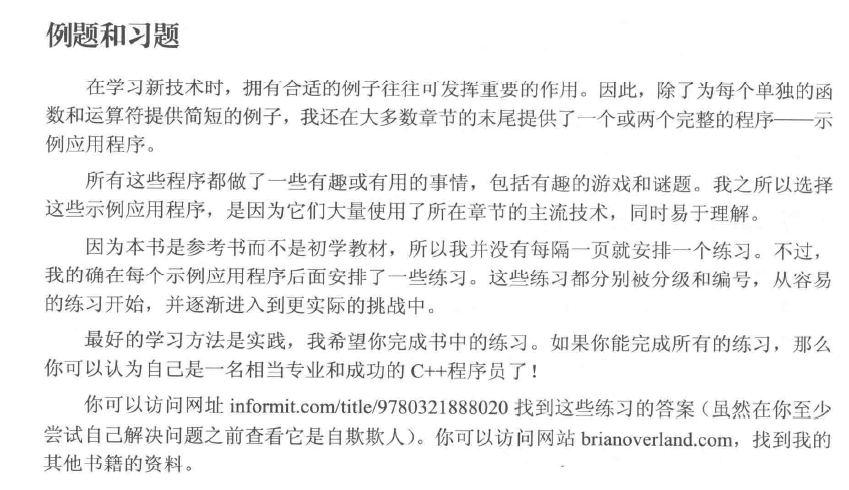 例题和习题
在学习新技术时，拥有合适的例子往往可发挥重要的作用。因此，除了为每个单独的函
数和运算符提供简短的例子，我还在大多数章节的末尾提供了一个或两个完整的程序——示
例应用程序。
所有这些程序都做了一些有趣或有用的事情，包括有趣的游戏和谜题。我之所以选择
这些示例应用程序，是因为它们大量使用了所在章节的主流技术，同时易于理解。
因为本书是参考书而不是初学教材，所以我并没有每隔一页就安排一个练习。不过，
我的确在每个示例应用程序后面安排了一些练习。这些练习都分别被分级和编号，从容易
的练习开始，并逐渐进入到更实际的挑战中。
最好的学习方法是实践，我希望你完成书中的练习。如果你能完成所有的练习，那么
你可以认为自己是一名相当专业和成功的 C++程序员了！
你可以访问网址 informit.com/title/9780321888020 找到这些练习的答案（虽然在你至少
尝试自己解决问题之前查看它是自欺欺人）。你可以访问网站 brianoverland.com，找到我的
其他书籍的资料。